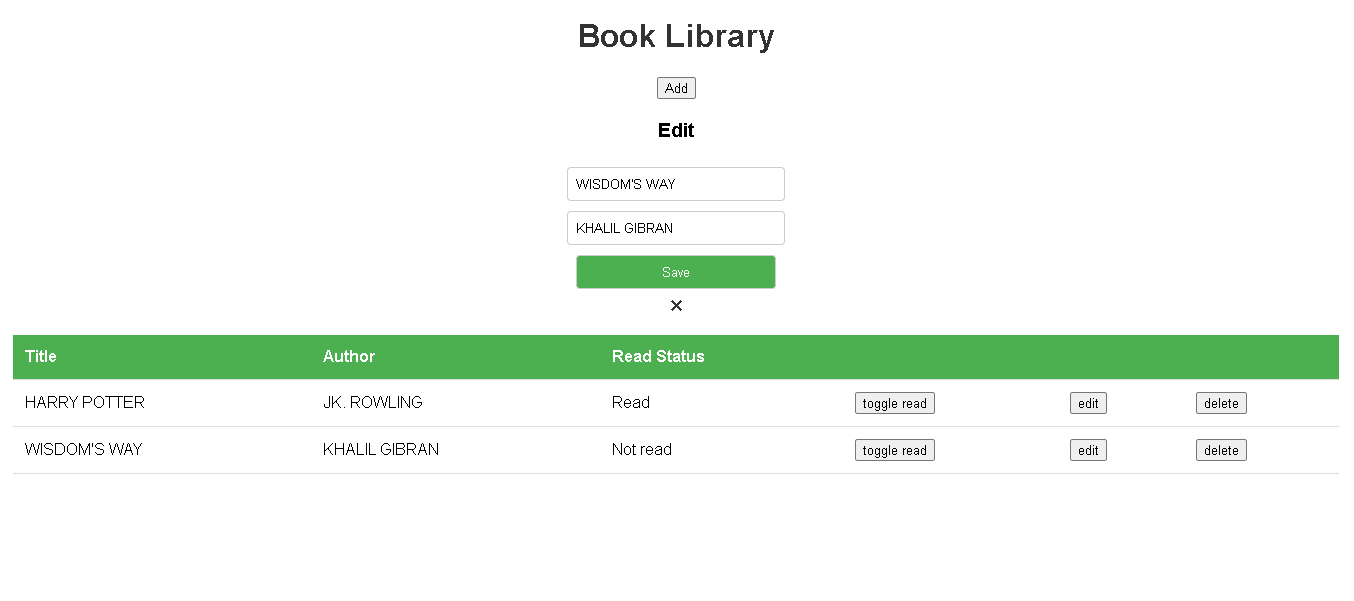 Book Library
Add
Edit
WISDOM'S WAY
KHALIL GIBRAN
Save
×
Title Author Read Status
HARRY POTTER JK. ROWLING Read toggle read edit delete
WISDOM'S WAY KHALIL GIBRAN Not read toggle read edit delete